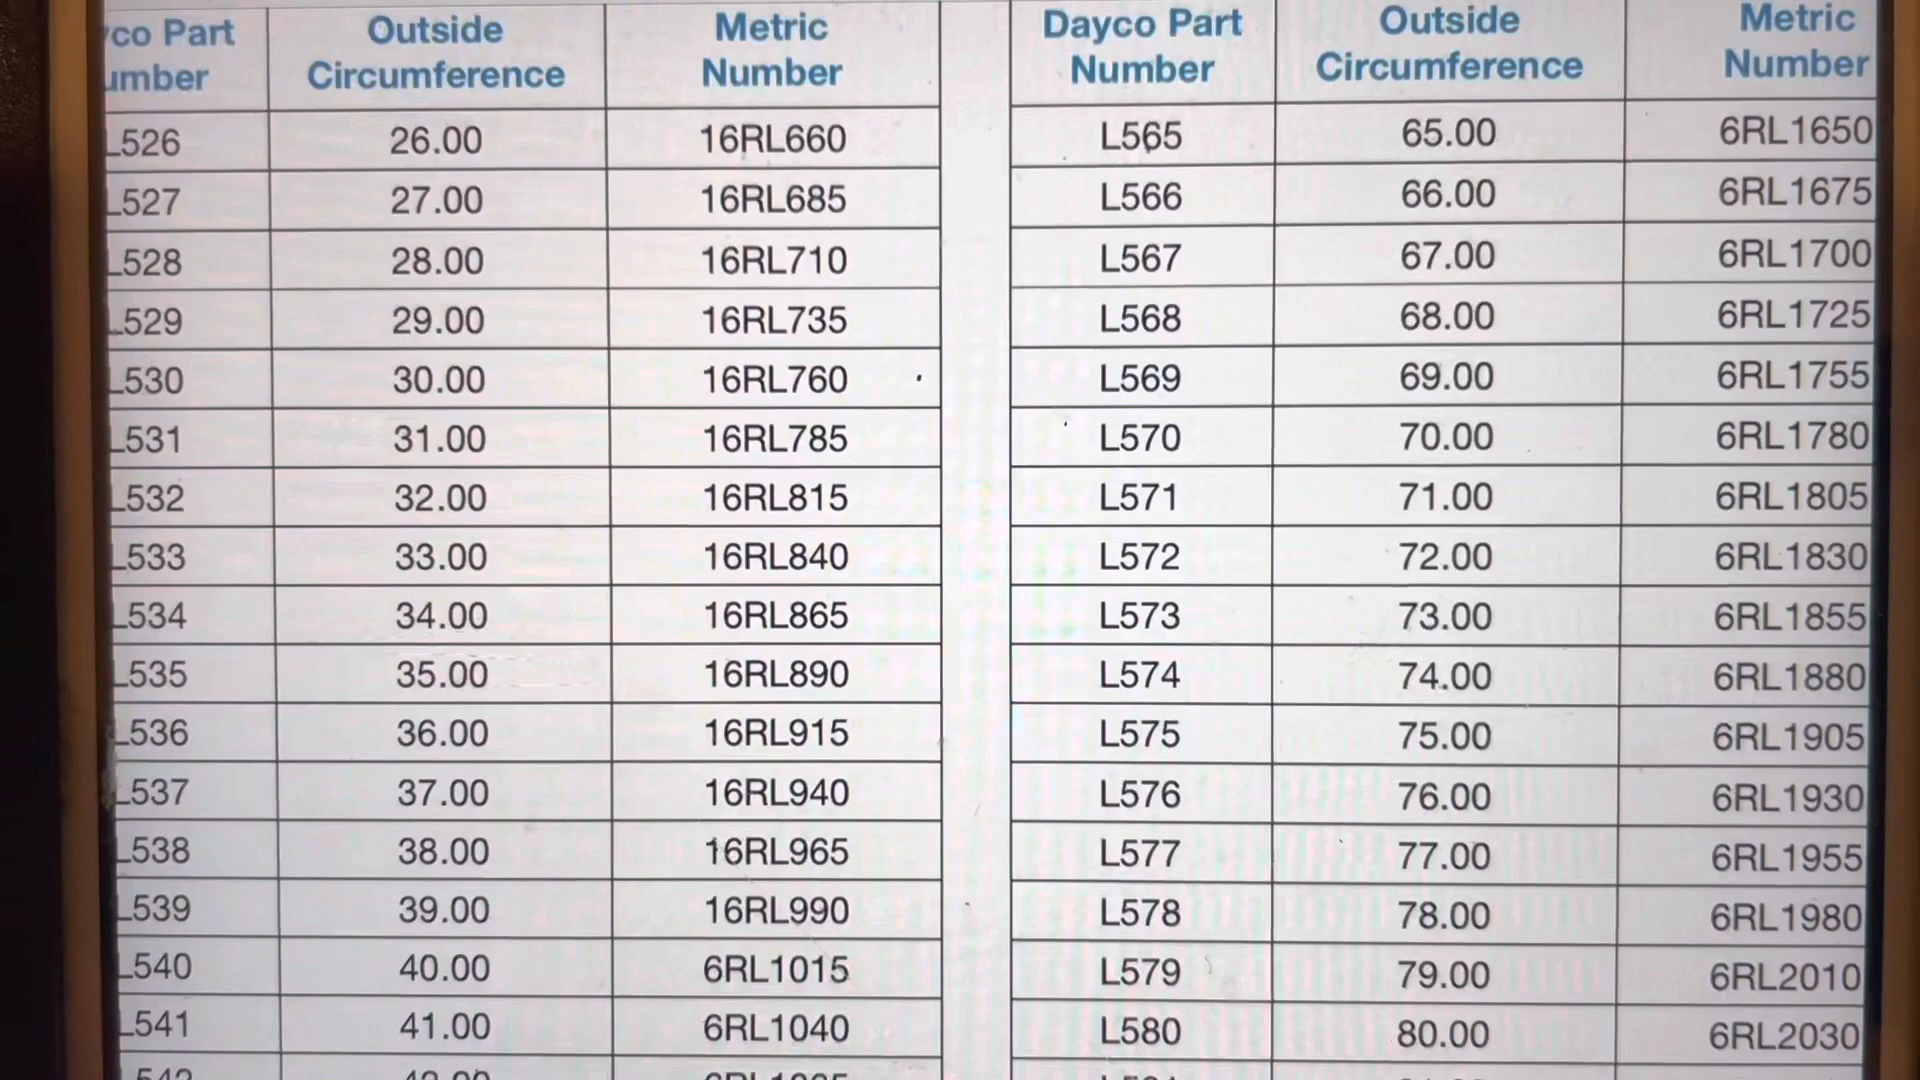 co Part Number Outside Circumference Metric Number Dayco Part Number Outside Circumference Metric Number
L526 26.00 16RL660 L565 65.00 6RL1650
L527 27.00 16RL685 L566 66.00 6RL1675
L528 28.00 16RL710 L567 67.00 6RL1700
L529 29.00 16RL735 L568 68.00 6RL1725
L530 30.00 16RL760 L569 69.00 6RL1755
L531 31.00 16RL785 L570 70.00 6RL1780
L532 32.00 16RL815 L571 71.00 6RL1805
L533 33.00 16RL840 L572 72.00 6RL1830
L534 34.00 16RL865 L573 73.00 6RL1855
L535 35.00 16RL890 L574 74.00 6RL1880
L536 36.00 16RL915 L575 75.00 6RL1905
L537 37.00 16RL940 L576 76.00 6RL1930
L538 38.00 16RL965 L577 77.00 6RL1955
L539 39.00 16RL990 L578 78.00 6RL1980
L540 40.00 6RL1015 L579 79.00 6RL2010
L541 41.00 6RL1040 L580 80.00 6RL2030